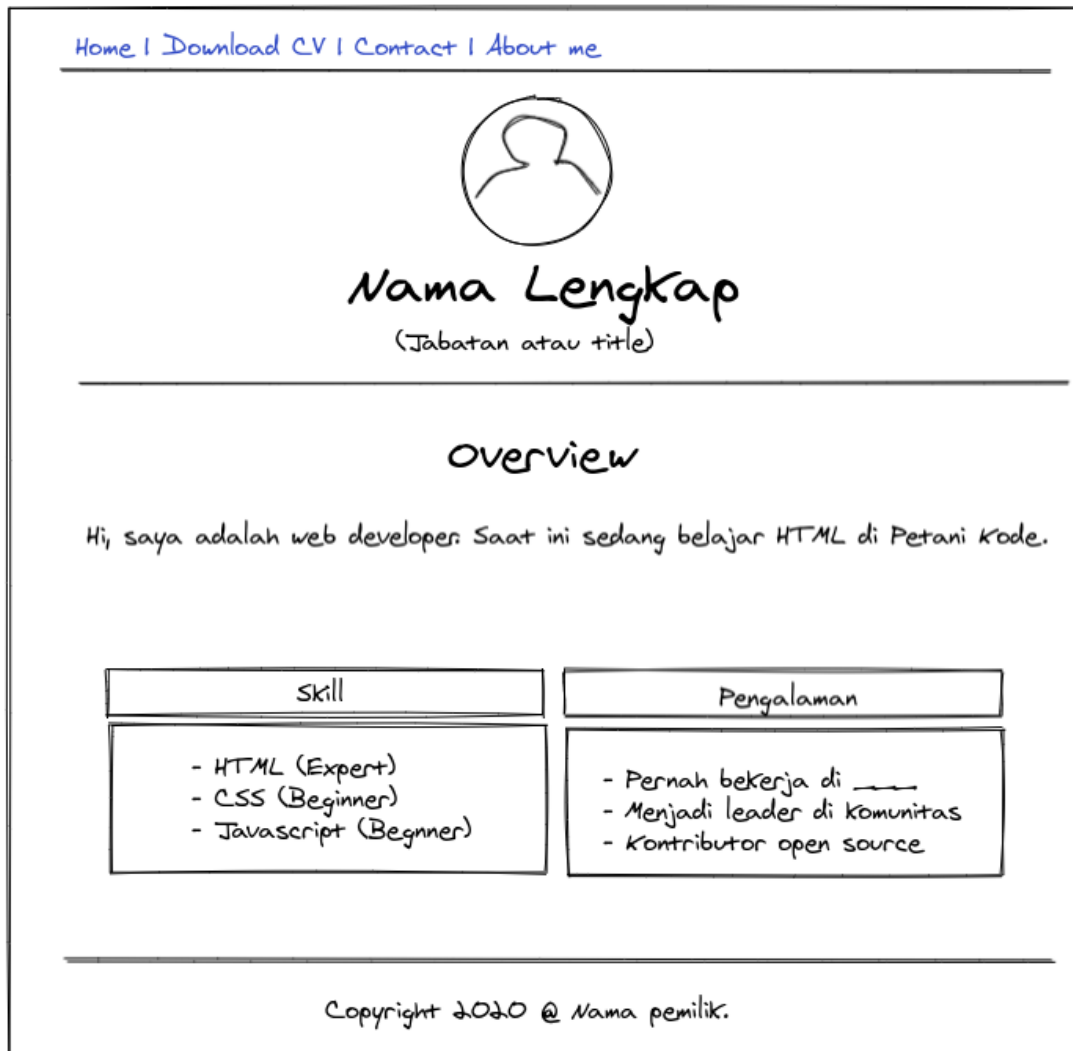 Home | Download CV | Contact | About me
Nama Lengkap
(Jabatan atau title)
Overview
Hi, saya adalah web developer. Saat ini sedang belajar HTML di Petani Kode.
Skill
Pengalaman
- HTML (Expert)
- CSS (Beginner)
- Javascript (Begnner)
- Pernah bekerja di ____
- Menjadi leader di komunitas
- Kontributor open source
Copyright 2020 @ Nama pemilik.